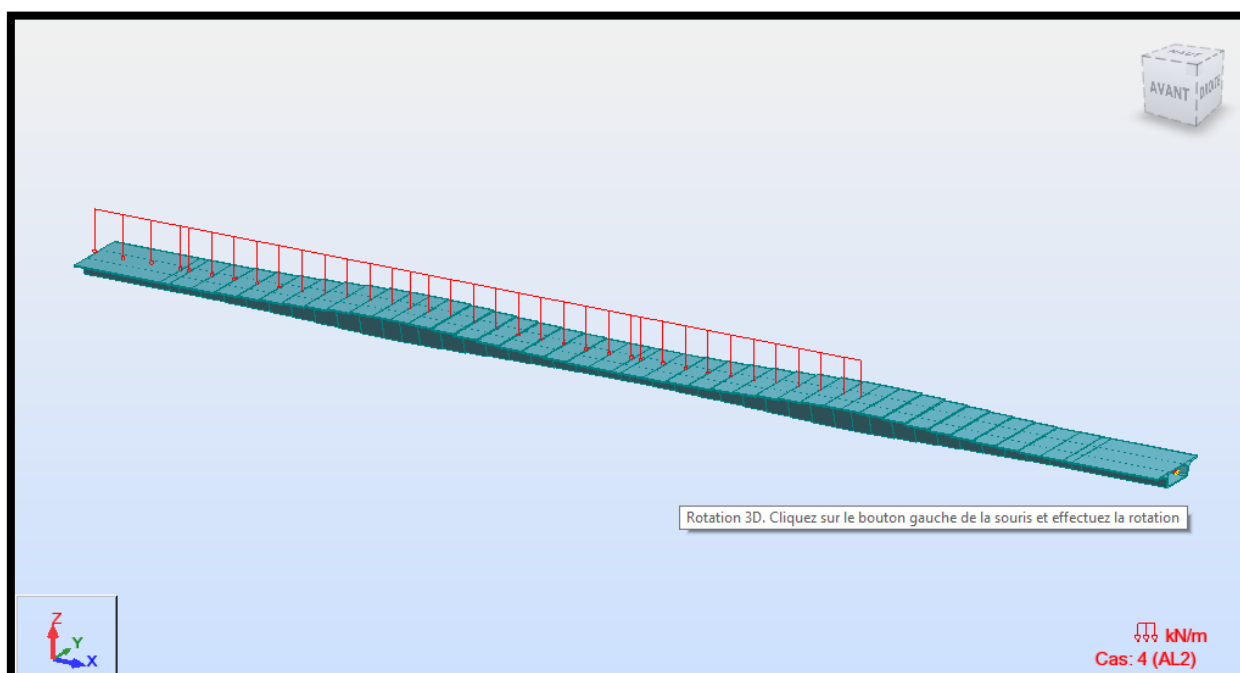 HAUT
AVANT
DROITE
Rotation 3D. Cliquez sur le bouton gauche de la souris et effectuez la rotation
Z
Y
X
kN/m
Cas: 4 (AL2)